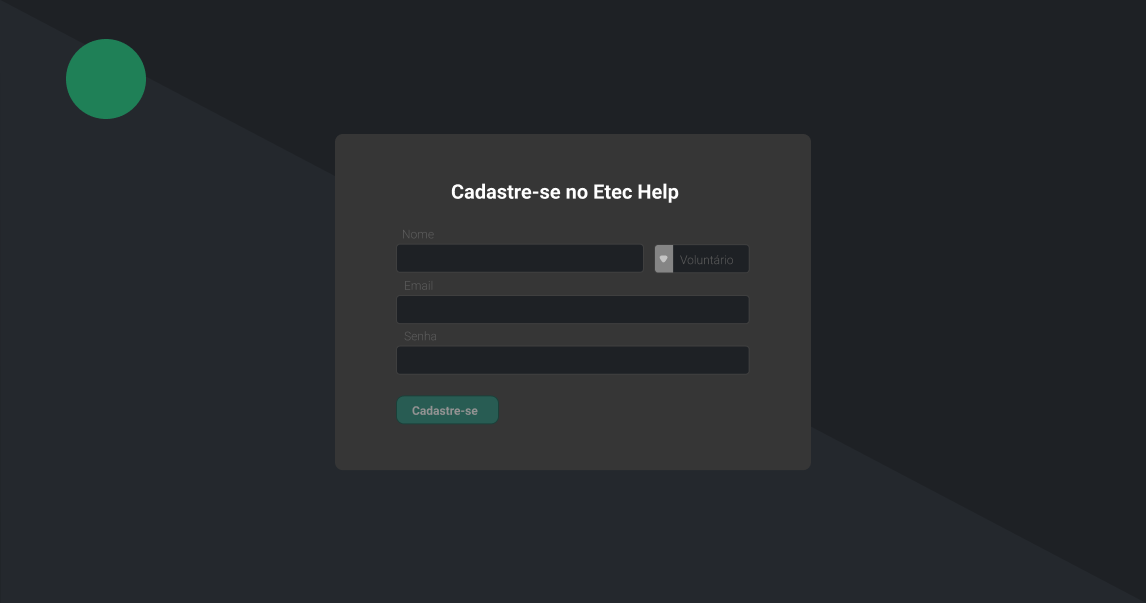 Cadastre-se no Etec Help
Nome
Voluntário
Email
Senha
Cadastre-se